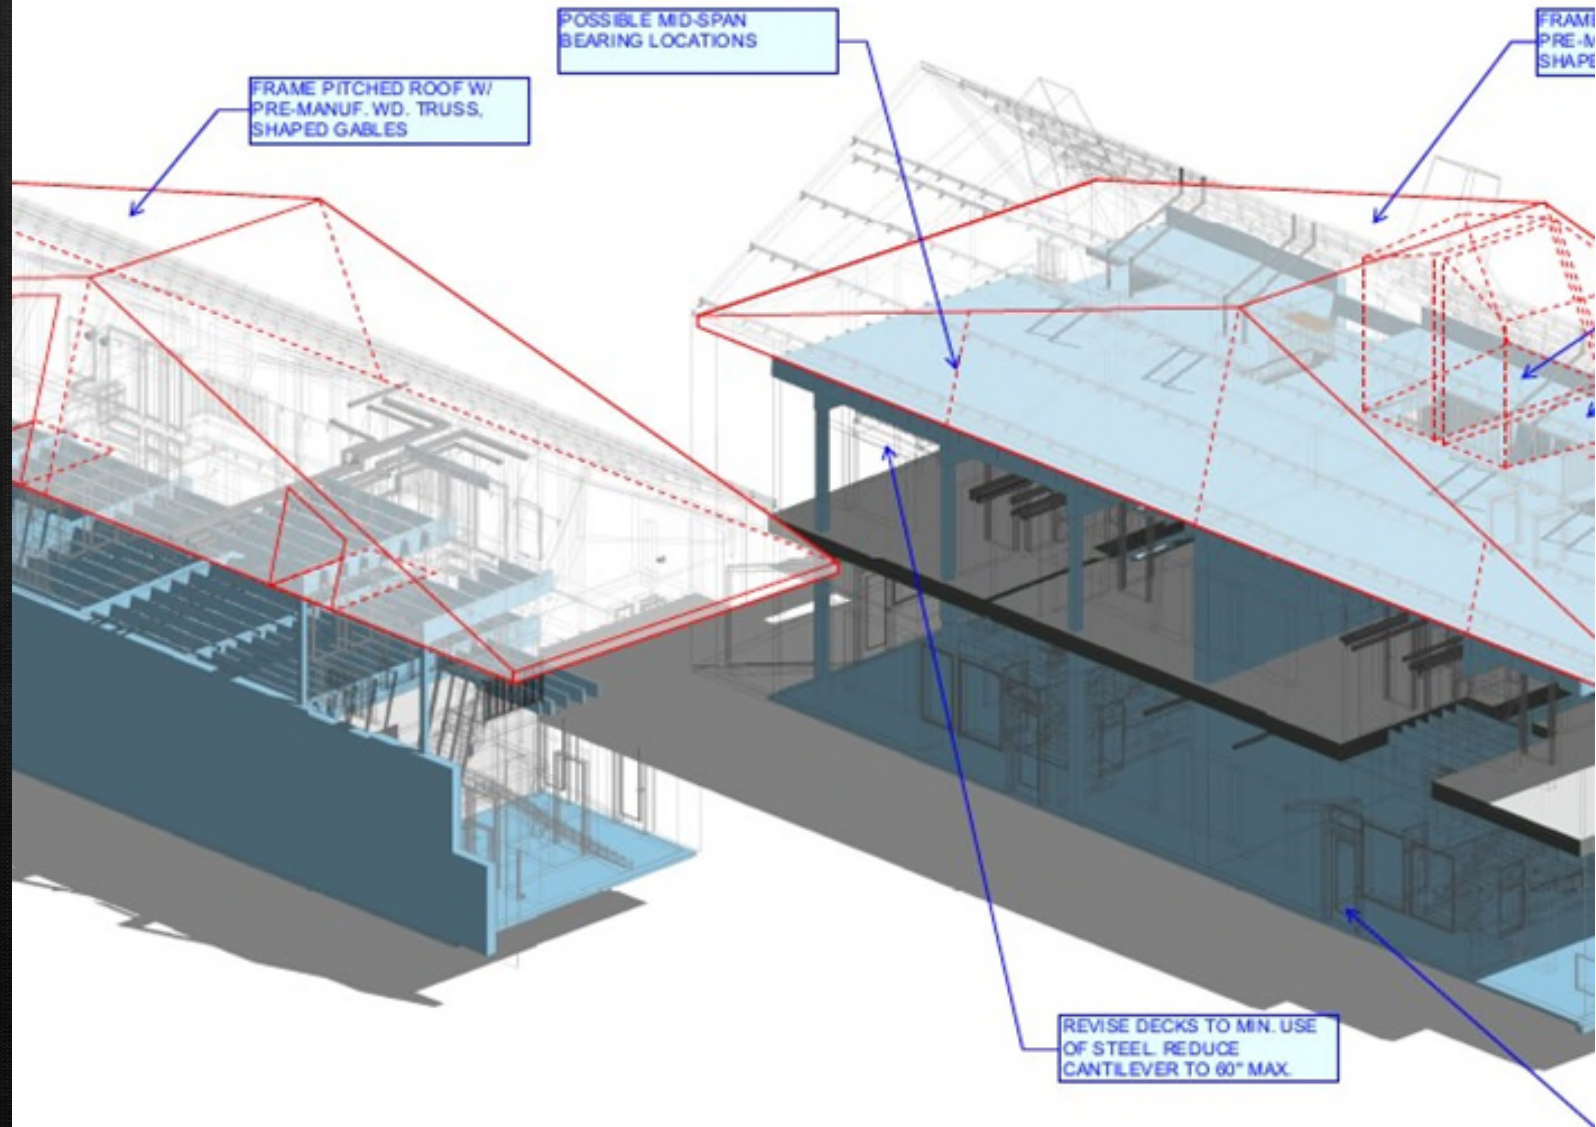 POSSIBLE MID-SPAN
BEARING LOCATIONS
FRAME PITCHED ROOF W/
PRE-MANUF. WD. TRUSS,
SHAPED GABLES
REVISE DECKS TO MIN. USE
OF STEEL. REDUCE
CANTILEVER TO 60" MAX.